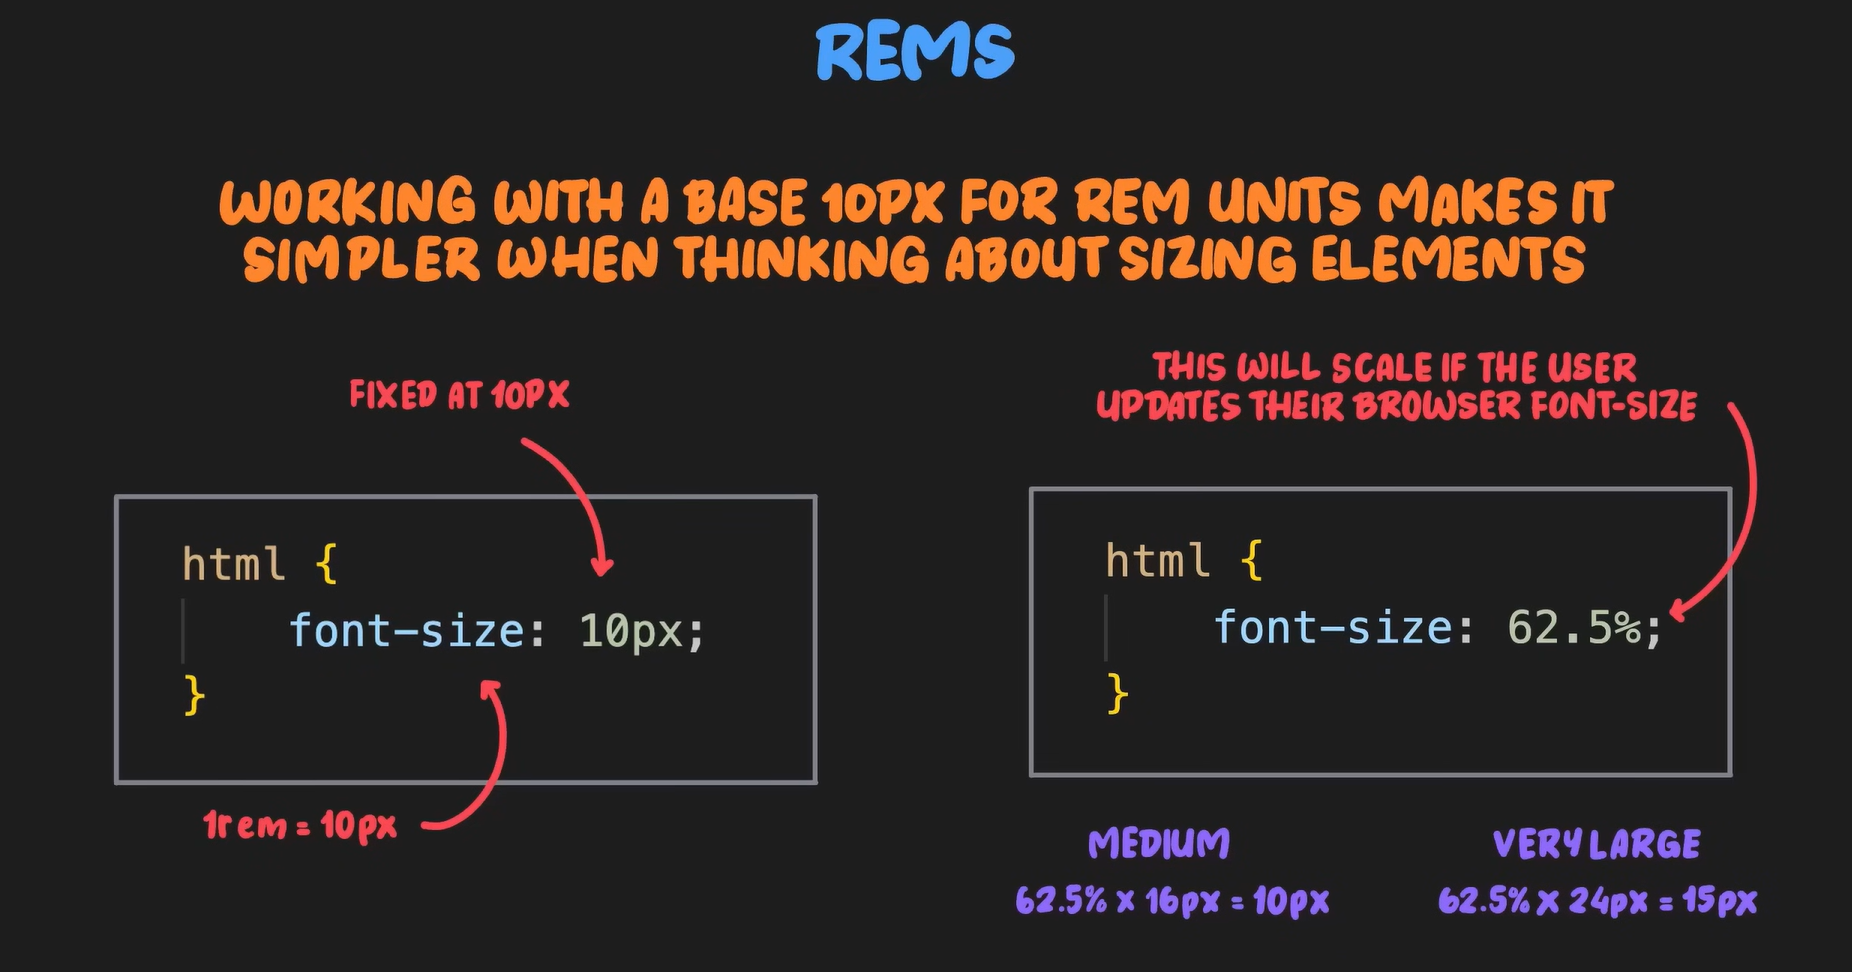 REMS
WORKING WITH A BASE 10PX FOR REM UNITS MAKES IT
SIMPLER WHEN THINKING ABOUT SIZING ELEMENTS
FIXED AT 10PX
html {
font-size: 10px;
}
1rem = 10px
THIS WILL SCALE IF THE USER
UPDATES THEIR BROWSER FONT-SIZE
html {
font-size: 62.5%;
}
MEDIUM
62.5% x 16px = 10px
VERY LARGE
62.5% x 24px = 15px